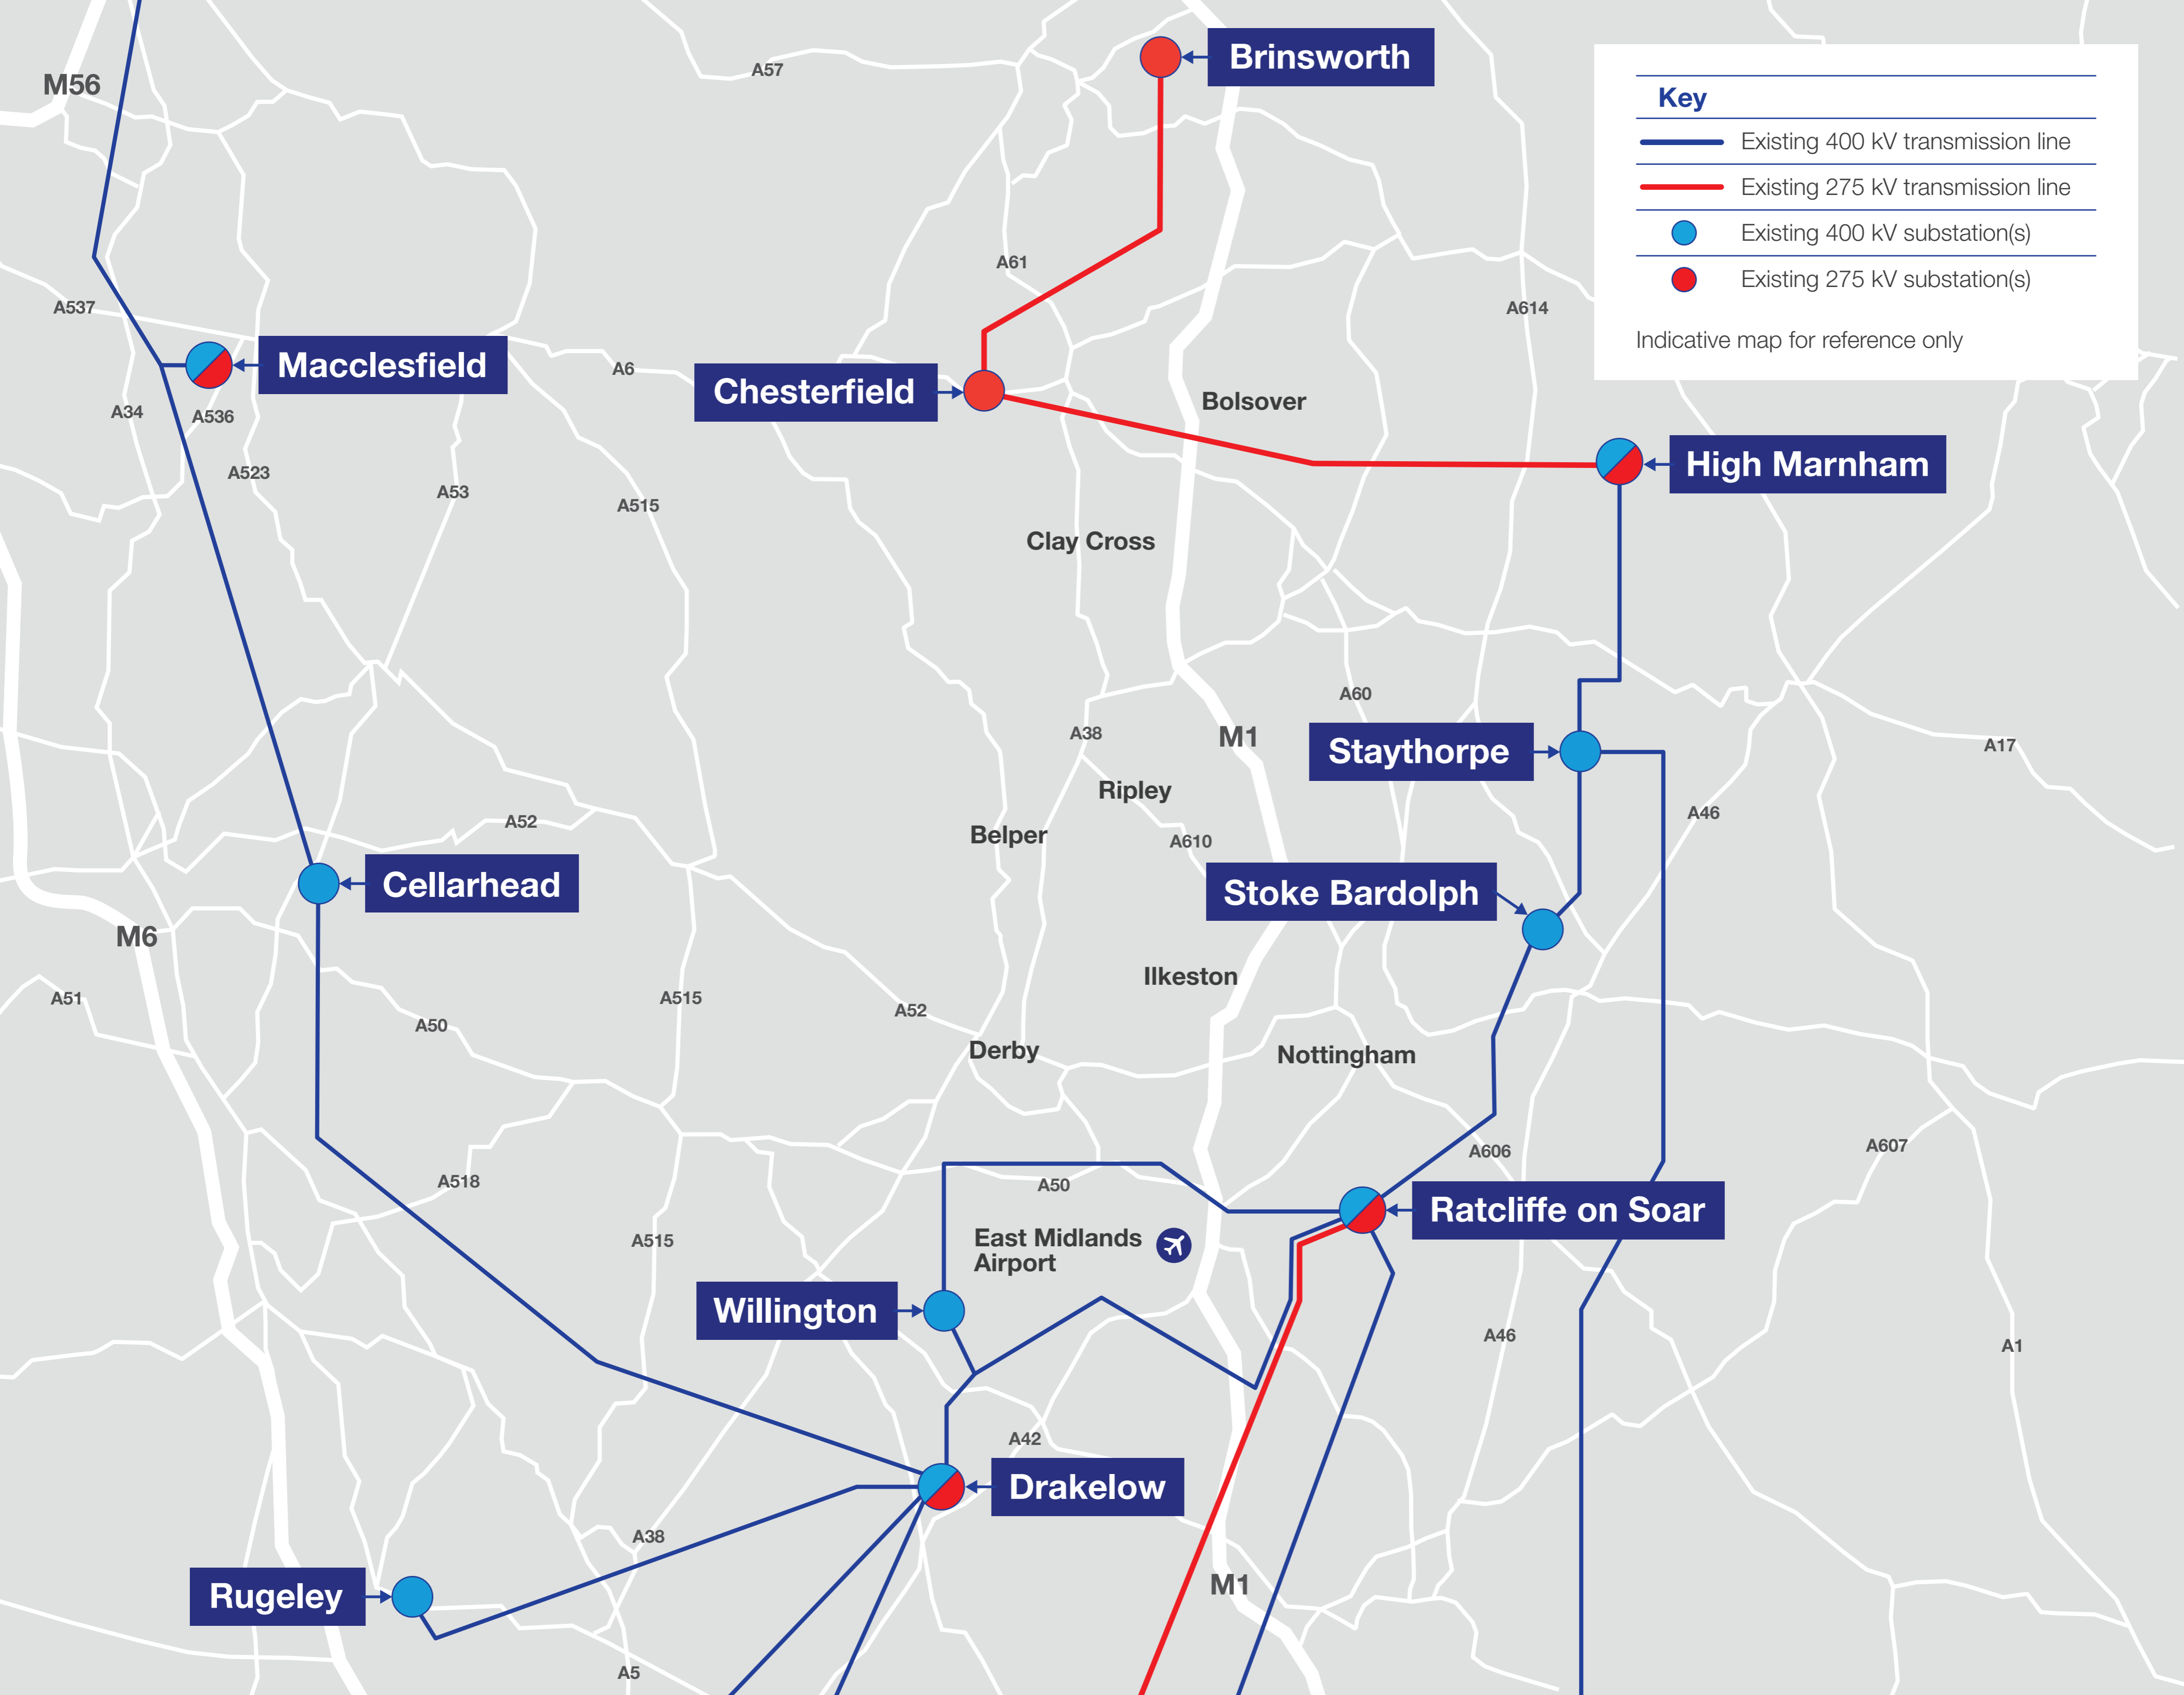 Brinsworth
M56
A57
Key
Existing 400 kV transmission line
Existing 275 kV transmission line
Existing 400 kV substation(s)
Existing 275 kV substation(s)
Indicative map for reference only
A61
A537
A614
Macclesfield
A6
Chesterfield
Bolsover
A34
A536
High Marnham
A523
A53
A515
Clay Cross
A60
A38
M1
Staythorpe
A17
Ripley
A46
A52
Belper
A610
Cellarhead
Stoke Bardolph
M6
Ilkeston
A51
A515
A52
A50
Derby
Nottingham
A606
A607
A518
A50
Ratcliffe on Soar
A515
East Midlands
Airport
Willington
A46
A1
A42
Drakelow
A38
Rugeley
M1
A5